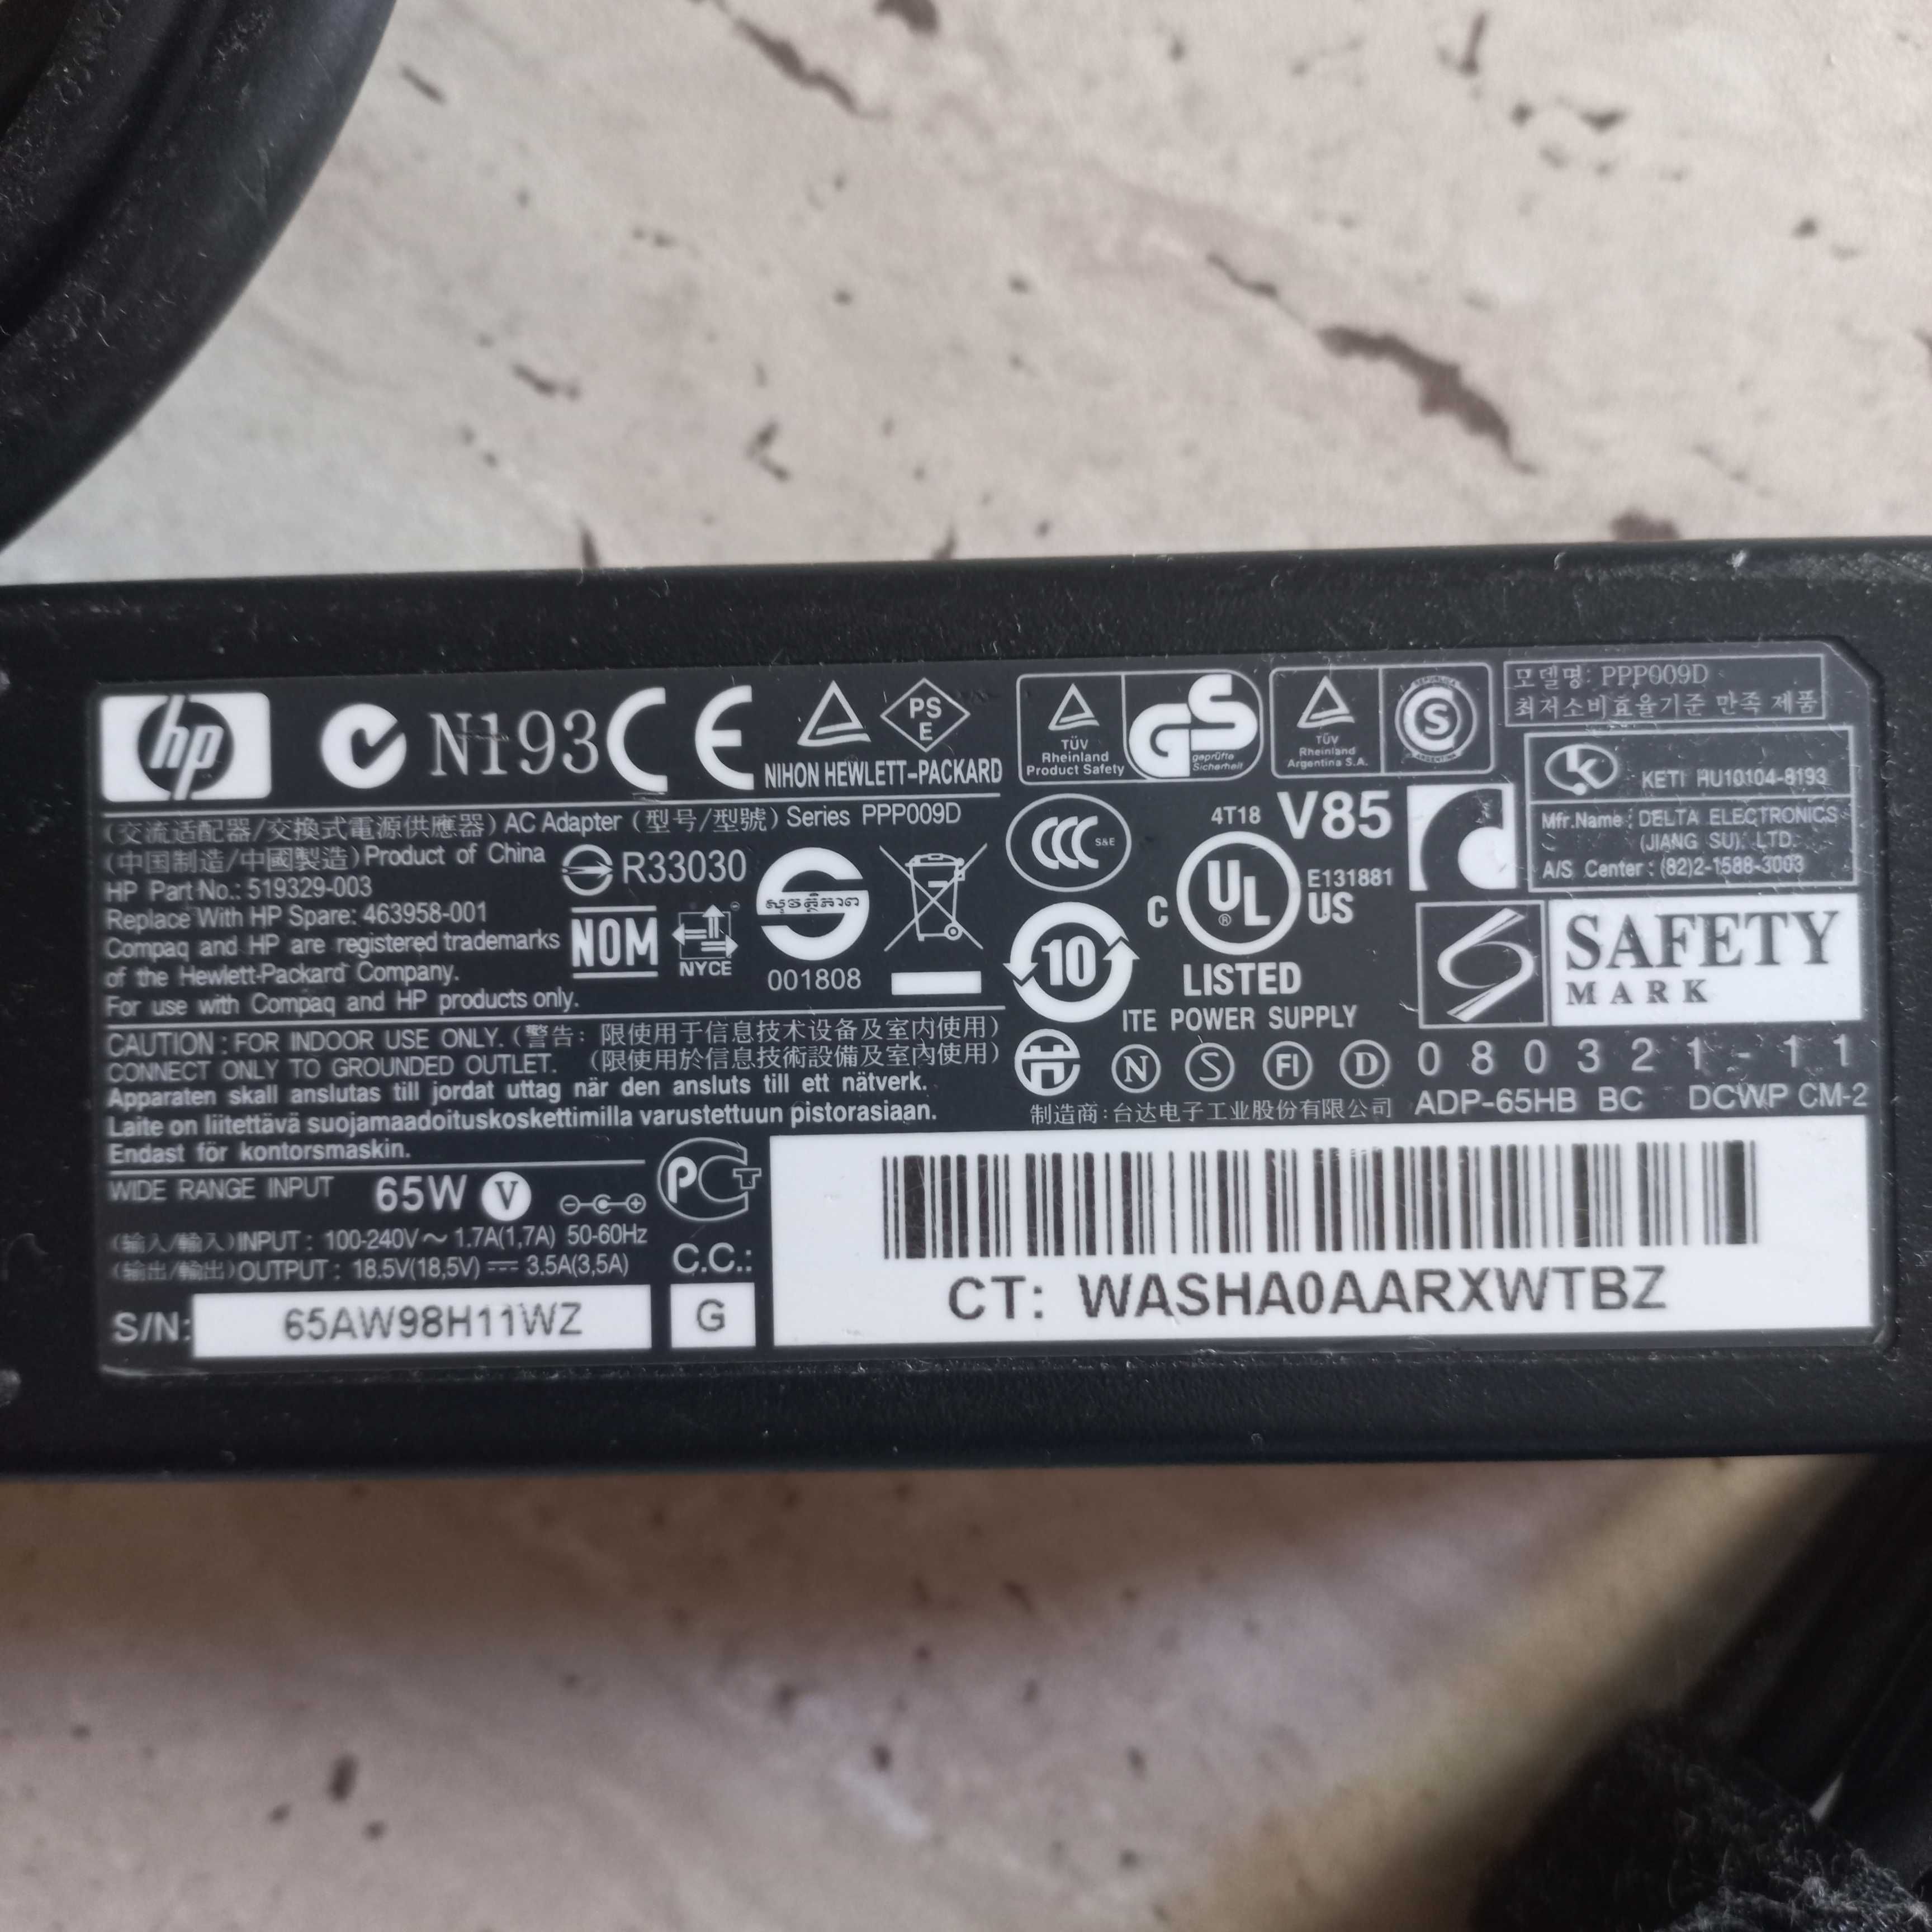 hp N193 CE PS E
NIHON HEWLETT-PACKARD
TÜV Rheinland Product Safety
GS geprüfte Sicherheit
TÜV Rheinland Argentina S.A.
S
모델명: PPP009D
최저소비효율기준 만족 제품
KETI HU10104-8193
Mfr.Name : DELTA ELECTRONICS
(JIANG SU). LTD.
A/S Center : (82)2-1588-3003
(交流适配器/交換式電源供應器) AC Adapter (型号/型號) Series PPP009D
(中国制造/中國製造) Product of China
HP Part No.: 519329-003
Replace With HP Spare: 463958-001
Compaq and HP are registered trademarks
of the Hewlett-Packard Company.
For use with Compaq and HP products only.
R33030
NOM
NYCE
001808
CCC S&E
10
4T18 V85
C UL ® US
E131881
LISTED
ITE POWER SUPPLY
SAFETY
MARK
CAUTION : FOR INDOOR USE ONLY. (警告: 限使用于信息技术设备及室内使用)
CONNECT ONLY TO GROUNDED OUTLET. (限使用於信息技術設備及室內使用)
Apparaten skall anslutas till jordat uttag när den ansluts till ett nätverk.
Laite on liitettävä suojamaadoituskoskettimilla varustettuun pistorasiaan.
Endast för kontorsmaskin.
N S FI D
080321-11
制造商:台达电子工业股份有限公司
ADP-65HB BC DCWP CM-2
WIDE RANGE INPUT 65W V
(输入/輸入)INPUT : 100-240V～ 1.7A(1,7A) 50-60Hz
(输出/輸出)OUTPUT : 18.5V(18,5V) ⎓ 3.5A(3,5A)
PCT
C.C.:
G
S/N: 65AW98H11WZ
CT: WASHA0AARXWTBZ